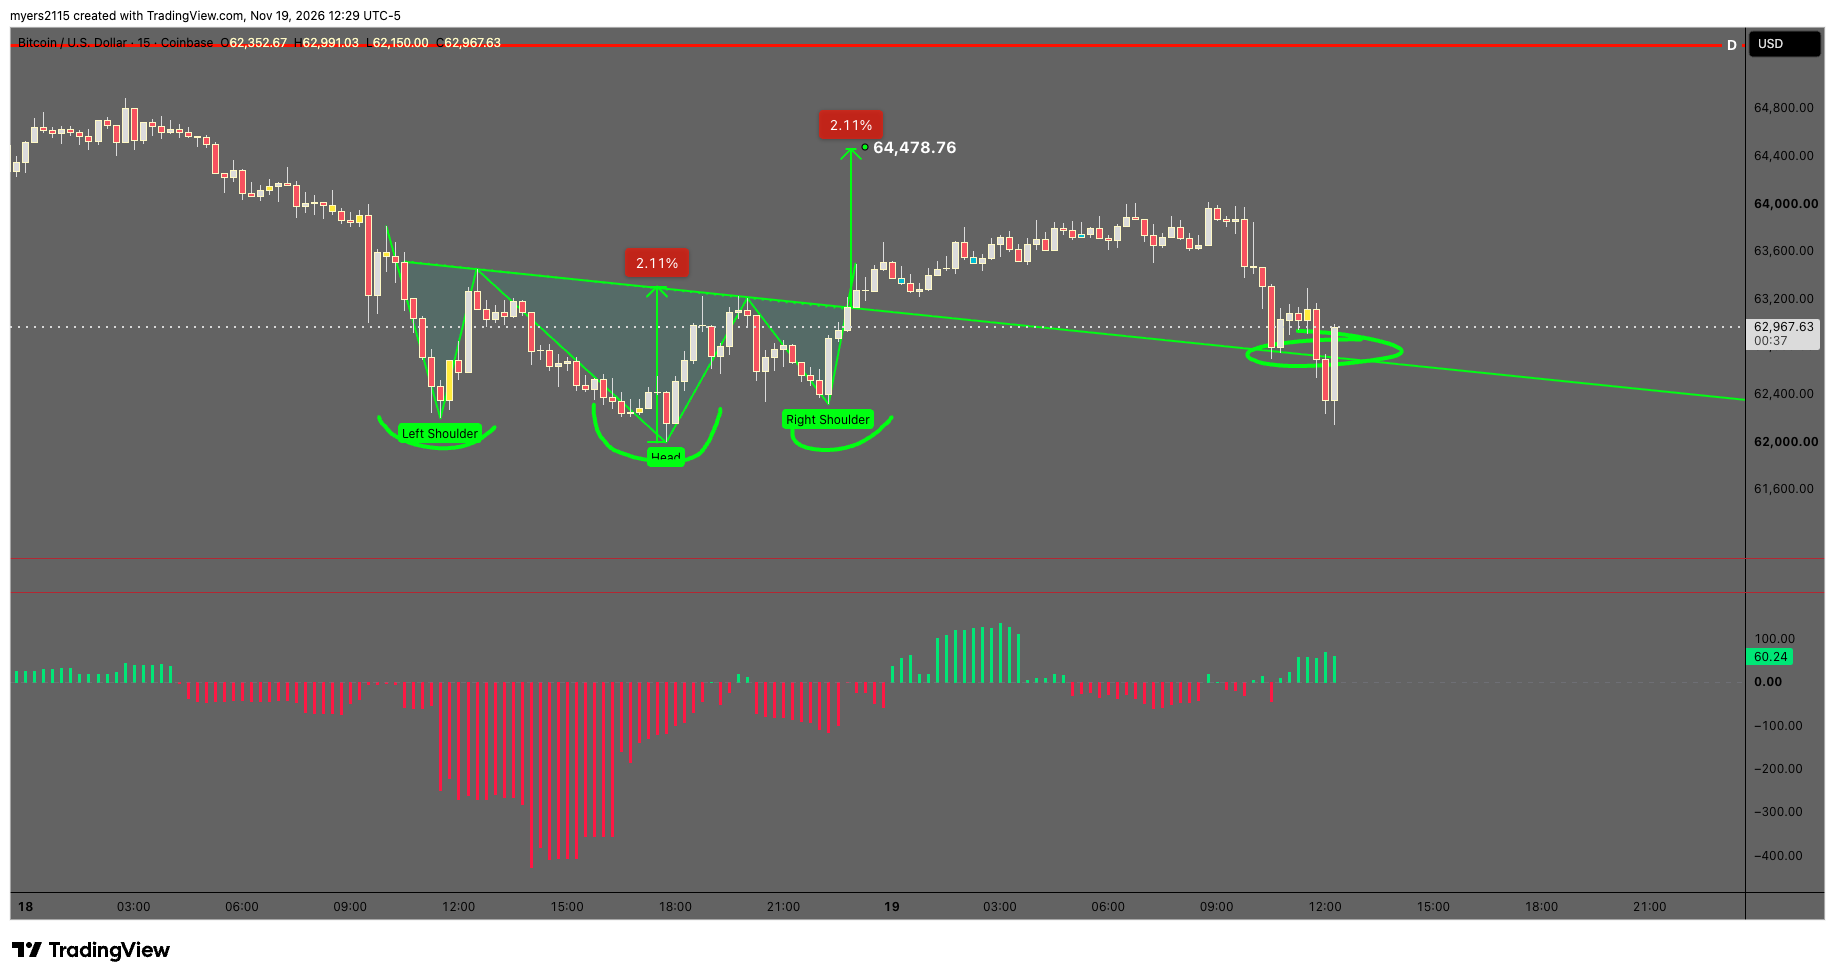 myers2115 created with TradingView.com, Nov 19, 2026 12:29 UTC-5
Bitcoin / U.S. Dollar · 15 · Coinbase O62,352.67 H62,991.03 L62,150.00 C62,967.63
D
USD
64,800.00
2.11%
64,478.76
64,400.00
64,000.00
63,600.00
2.11%
63,200.00
62,967.63
00:37
62,400.00
Right Shoulder
Left Shoulder
62,000.00
Head
61,600.00
100.00
60.24
0.00
−100.00
−200.00
−300.00
−400.00
18 03:00 06:00 09:00 12:00 15:00 18:00 21:00 19 03:00 06:00 09:00 12:00 15:00 18:00 21:00
TradingView